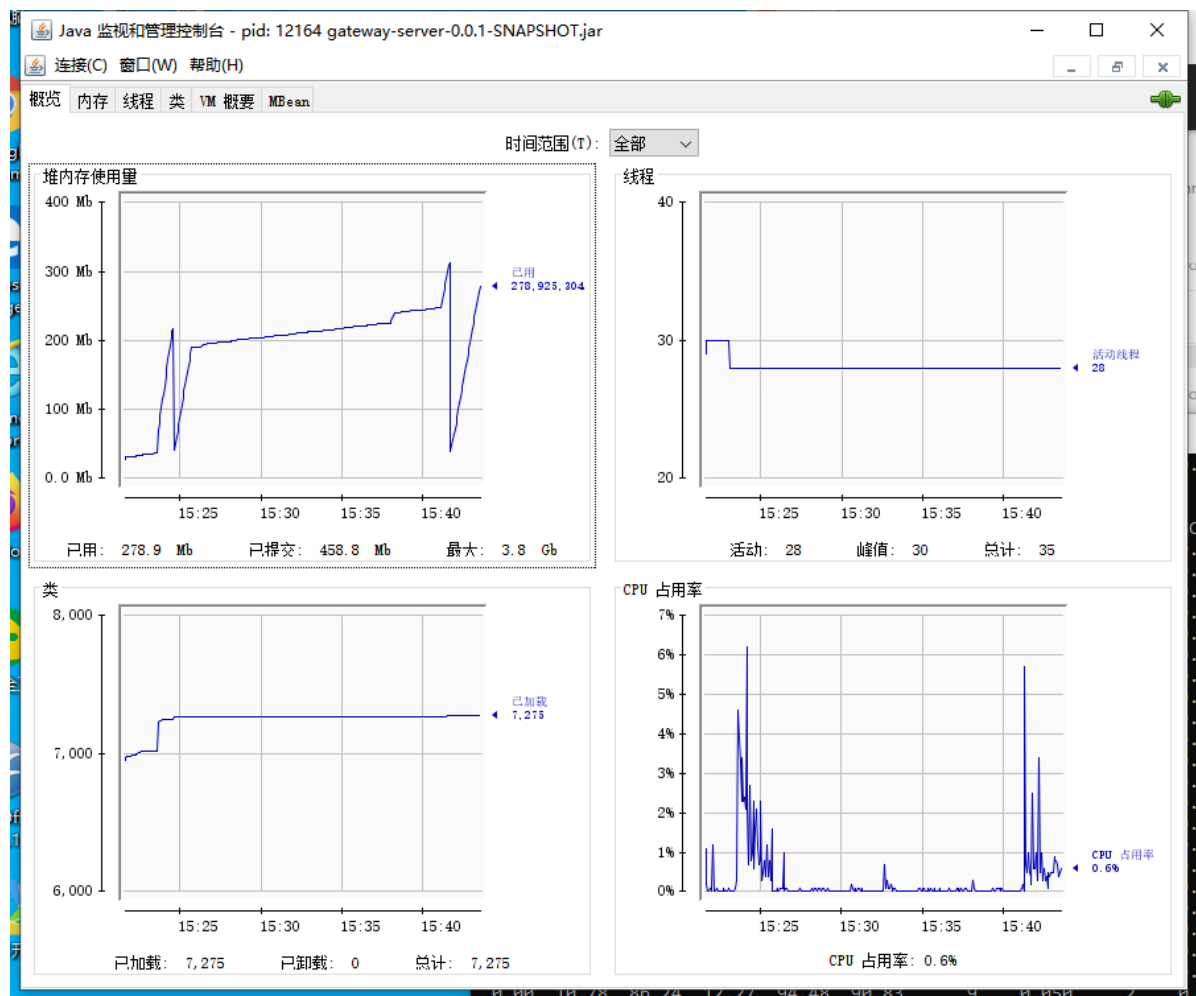 Java 监视和管理控制台 - pid: 12164 gateway-server-0.0.1-SNAPSHOT.jar
连接(C) 窗口(W) 帮助(H)
概览 内存 线程 类 VM 概要 MBean
时间范围(T): 全部
堆内存使用量
400 Mb
300 Mb
200 Mb
100 Mb
0.0 Mb
已用
278,925,304
15:25 15:30 15:35 15:40
已用: 278.9 Mb 已提交: 458.8 Mb 最大: 3.8 Gb
线程
40
30
20
活动线程
28
15:25 15:30 15:35 15:40
活动: 28 峰值: 30 总计: 35
类
8,000
7,000
6,000
已加载
7,275
15:25 15:30 15:35 15:40
已加载: 7,275 已卸载: 0 总计: 7,275
CPU 占用率
7%
6%
5%
4%
3%
2%
1%
0%
CPU 占用率
0.6%
15:25 15:30 15:35 15:40
CPU 占用率: 0.6%